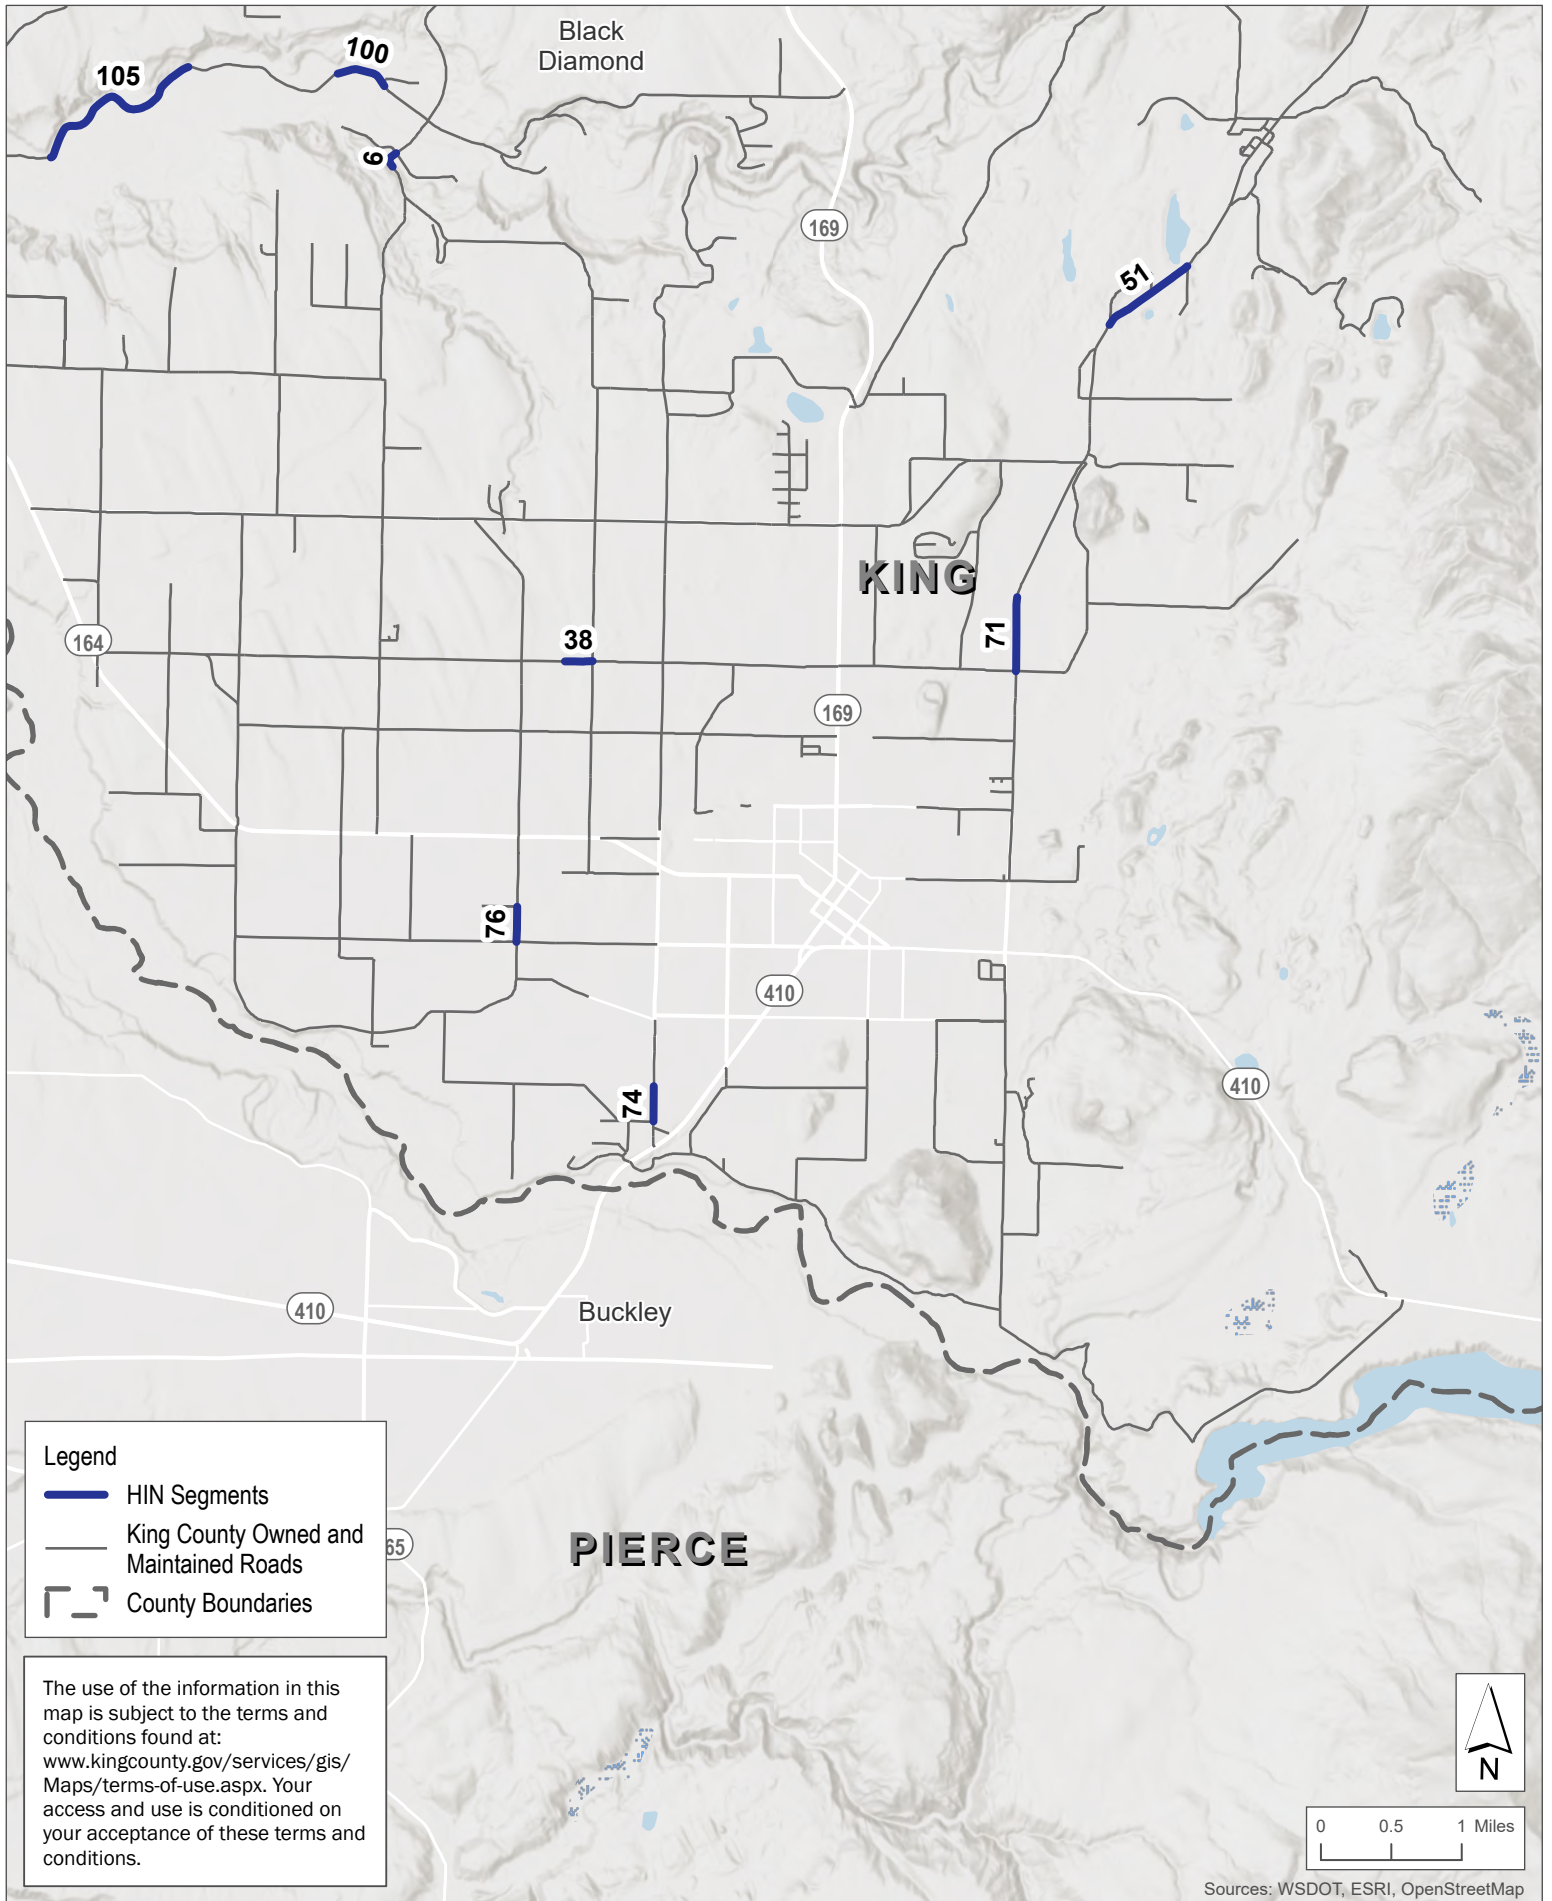 Black
Diamond
100
105
6
169
51
KING
38
71
164
169
76
410
74
410
410
Buckley
Legend
HIN Segments
King County Owned and
Maintained Roads
County Boundaries
65
PIERCE
The use of the information in this
map is subject to the terms and
conditions found at:
www.kingcounty.gov/services/gis/
Maps/terms-of-use.aspx. Your
access and use is conditioned on
your acceptance of these terms and
conditions.
N
0 0.5 1 Miles
Sources: WSDOT, ESRI, OpenStreetMap